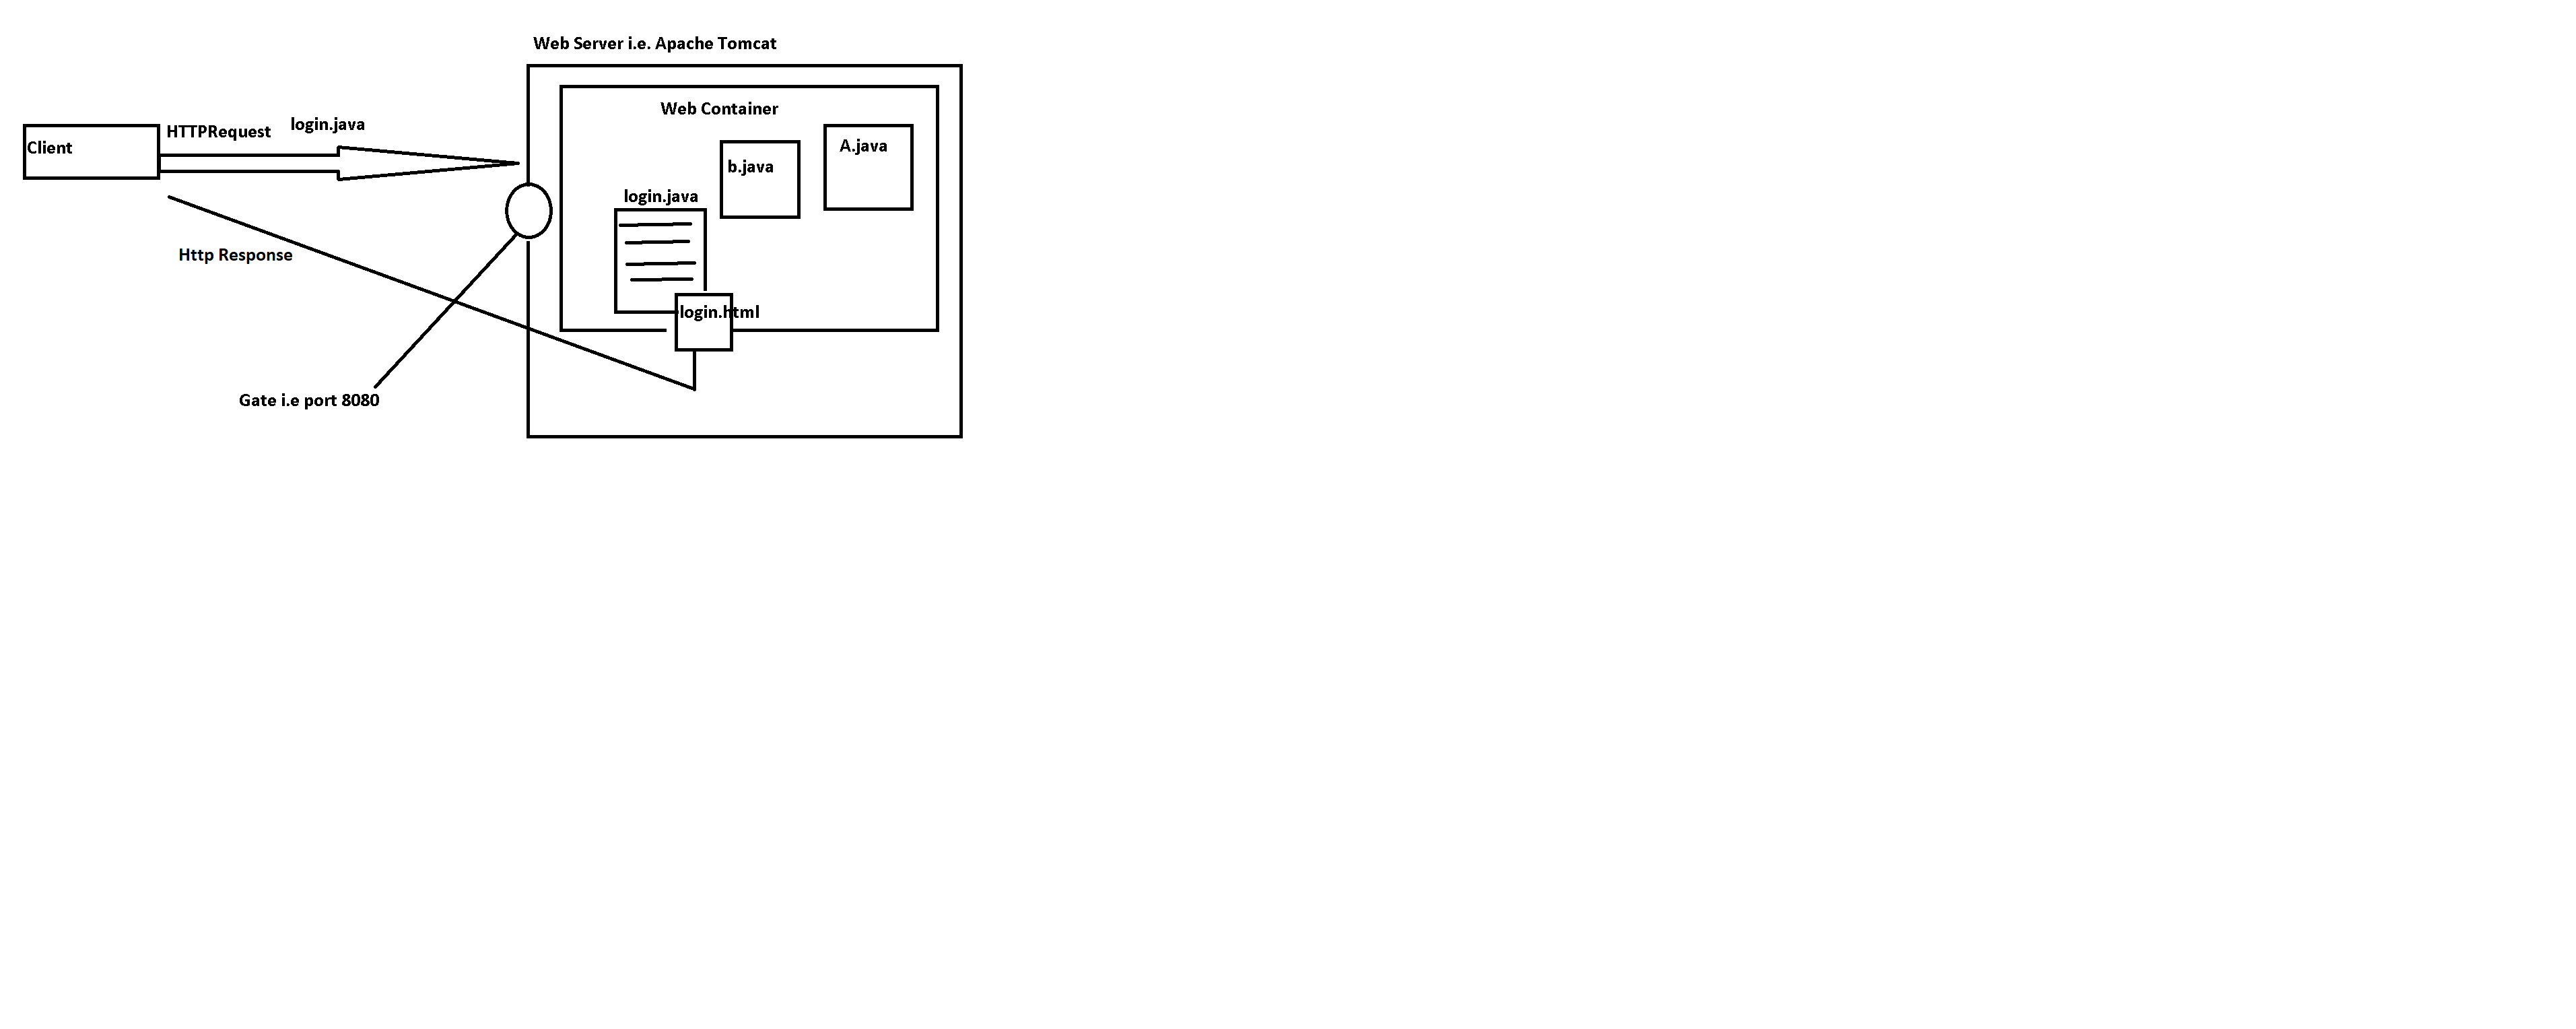 Web Server i.e. Apache Tomcat
Web Container
HTTPRequest login.java
Client
A.java
b.java
login.java
Http Response
login.html
Gate i.e port 8080